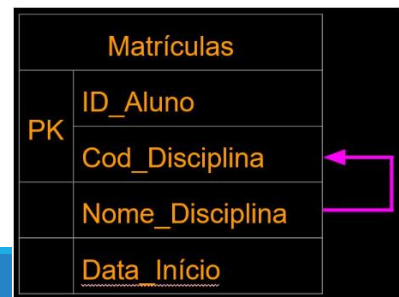 Matrículas
PK
ID_Aluno
Cod_Disciplina
Nome_Disciplina
Data_Início